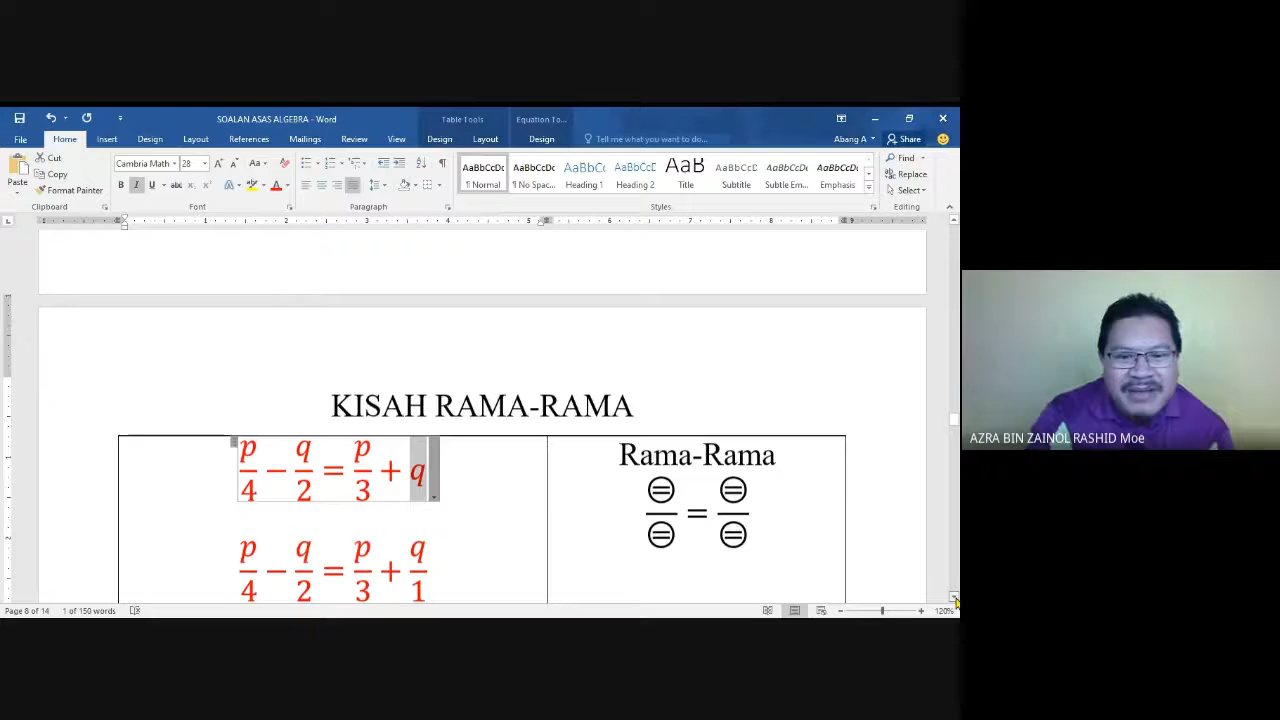 SOALAN ASAS ALGEBRA - Word
Table Tools
Equation To...
File Home Insert Design Layout References Mailings Review View Design Layout Design Tell me what you want to do... Abang A Share
Paste
Cut
Copy
Format Painter
Clipboard
Cambria Math 28
Font
Paragraph
AaBbCcDc AaBbCcDc AaBbCc AaBbCcE AaB AaBbCcD AaBbCcDc AaBbCcDc
¶ Normal ¶ No Spac... Heading 1 Heading 2 Title Subtitle Subtle Em... Emphasis
Styles
Find
Replace
Select
Editing
KISAH RAMA-RAMA
p/4 − q/2 = p/3 + q
p/4 − q/2 = p/3 + q/1
Rama-Rama
AZRA BIN ZAINOL RASHID Moe
Page 8 of 14 1 of 150 words 120%